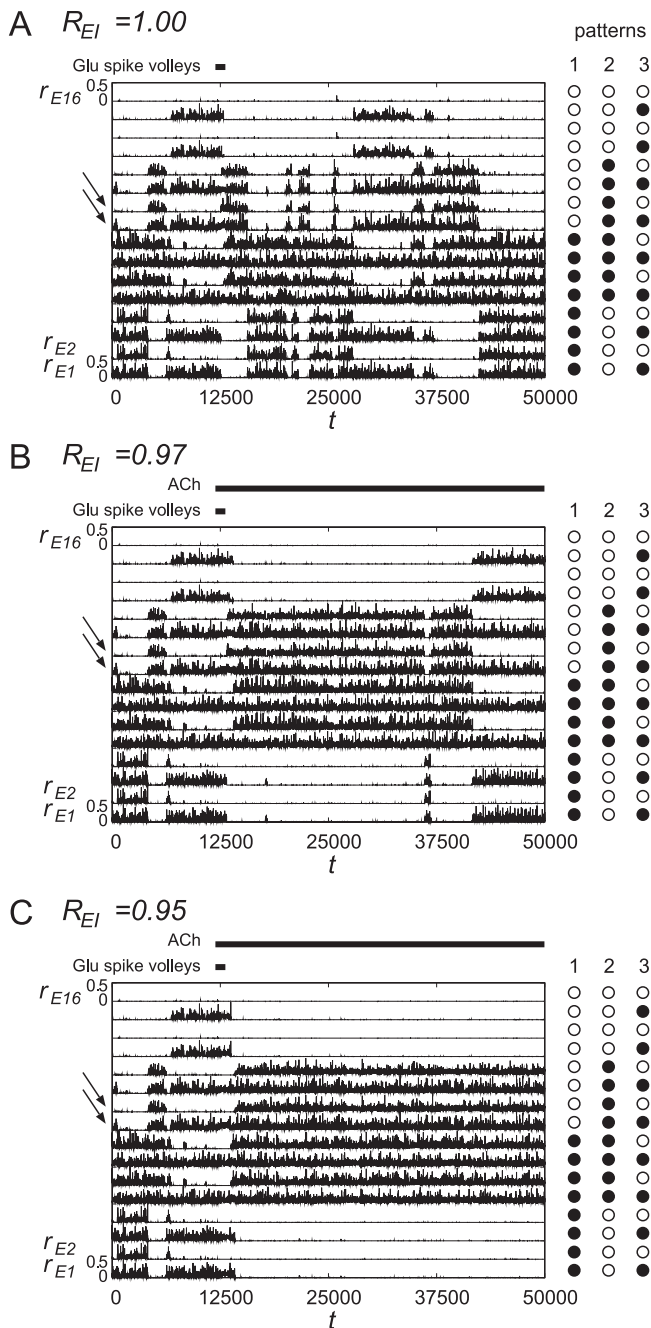 A R_EI =1.00
patterns
Glu spike volleys
1 2 3
r_E16 0.5
0
r_E2
r_E1 0.5
0
0 12500 25000 37500 50000
t
B R_EI =0.97
ACh
Glu spike volleys
1 2 3
r_E16 0.5
0
r_E2
r_E1 0.5
0
0 12500 25000 37500 50000
t
C R_EI =0.95
ACh
Glu spike volleys
1 2 3
r_E16 0.5
0
r_E2
r_E1 0.5
0
0 12500 25000 37500 50000
t